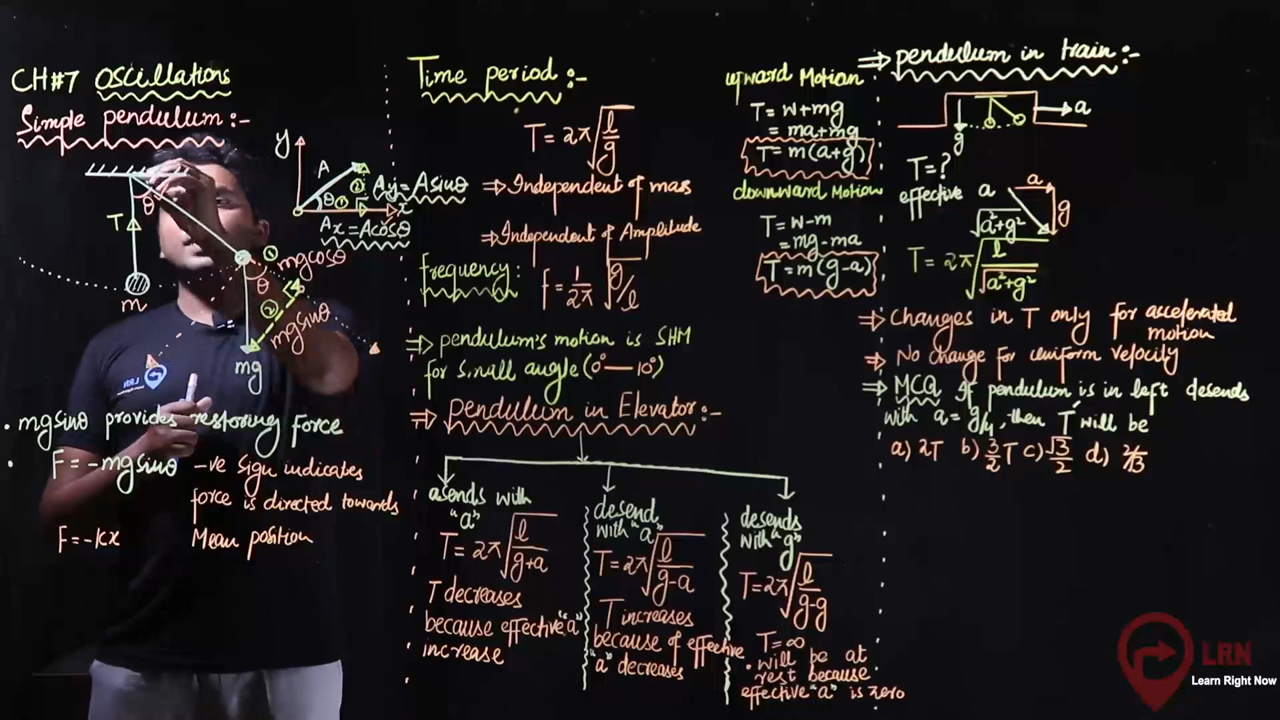 CH#7 Oscillations
Simple pendulum:-
y
A
① 
θ
②
Ay=Asinθ
x
Ax=Acosθ
θ
T
m
①
mgcosθ
θ
②
mgsinθ
mg
LRN
. mgsinθ provides restoring force
. F=-mgsinθ -ve sign indicates
force is directed towards
F=-kx Mean position
Time period:-
T=2π√l/g
⇒Independent of mass
⇒Independent of Amplitude
frequency: f=1/2π √g/l
⇒ pendulum's motion is SHM
for small angle (0°—10°)
⇒ pendulum in Elevator:-
asends with
"a"
T=2π√l/g+a
T decreases
because effective "a"
increase
desend
with "a"
T=2π√l/g-a
T increases
because of effective
"a" decreases
desends
with "g"
T=2π√l/g-g
T=∞
. will be at
rest because
effective "a" is zero
upward Motion
T=w+mg
=ma+mg
T=m(a+g)
downward Motion
T=w-m
=mg-ma
T=m(g-a)
⇒pendulum in train:-
a
g
T=?
effective a
a
g
√a²+g²
T=2π√l/√a²+g²
⇒ Changes in T only for accelerated
motion
⇒ No change for uniform velocity
⇒ MCQ If pendulum is in left desends
with a=g/4, then T' will be
a) 2T b) 3/2 T c) √3/2 d) 2/√3
LRN
Learn Right Now